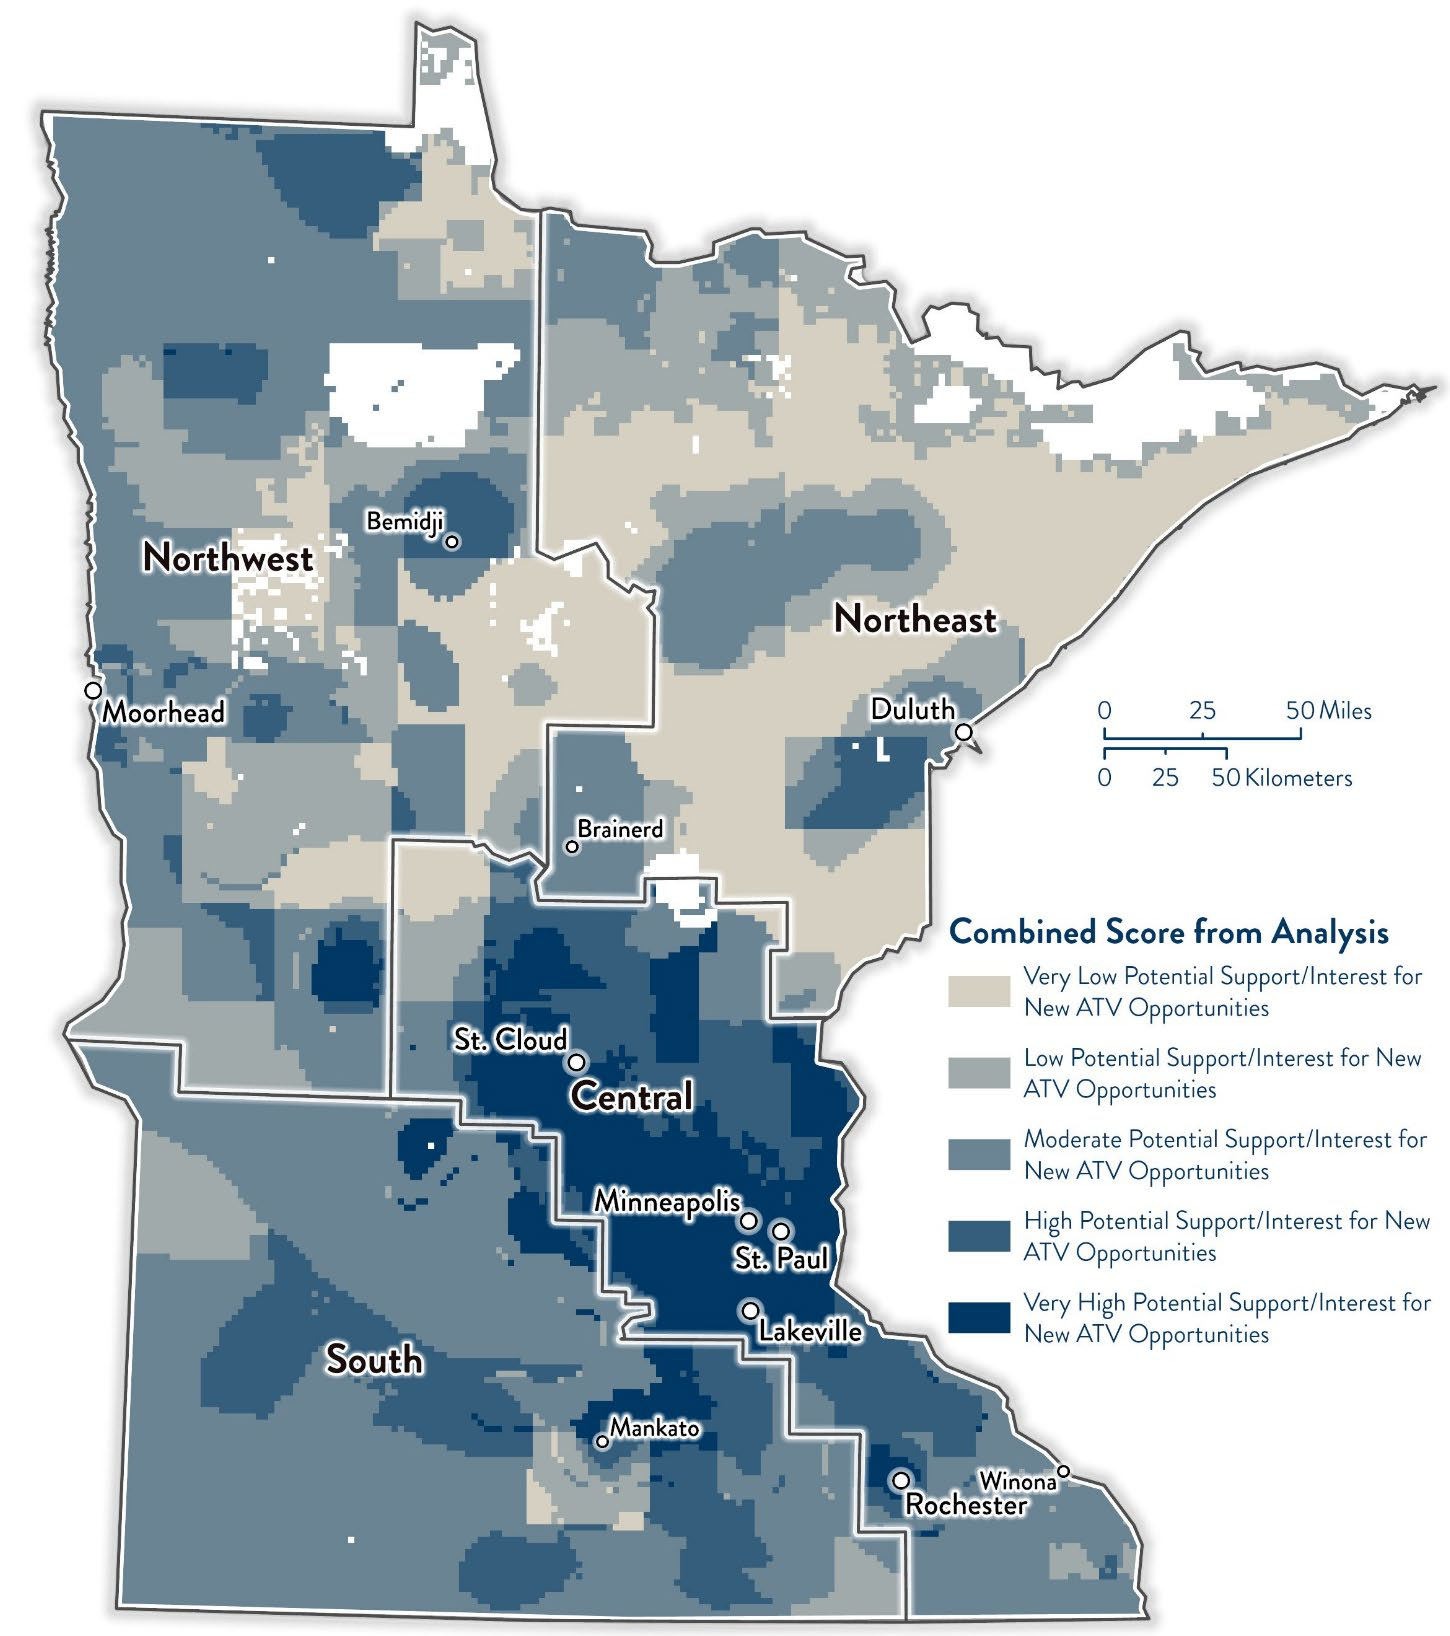 Bemidji
Northwest
Northeast
Moorhead
Duluth
0 25 50 Miles
0 25 50 Kilometers
Brainerd
Combined Score from Analysis
Very Low Potential Support/Interest for
New ATV Opportunities
Low Potential Support/Interest for New
ATV Opportunities
Moderate Potential Support/Interest for
New ATV Opportunities
High Potential Support/Interest for New
ATV Opportunities
Very High Potential Support/Interest for
New ATV Opportunities
St. Cloud
Central
Minneapolis
St. Paul
Lakeville
South
Mankato
Winona
Rochester